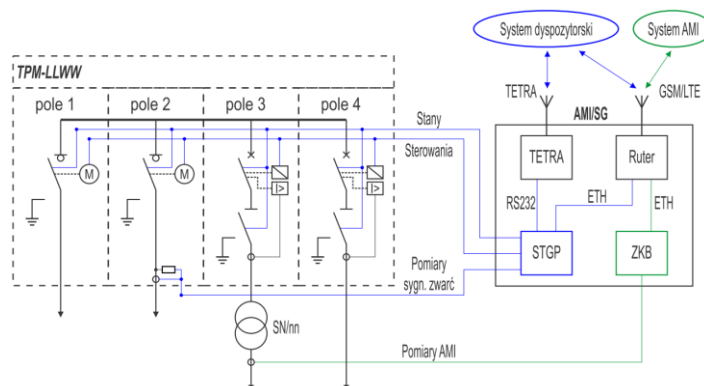 System dyspozytorski
System AMI
TPM-LLWW
pole 1
pole 2
pole 3
pole 4
TETRA
GSM/LTE
AMI/SG
Stany
Sterowania
TETRA
Ruter
M
M
I>
I>
RS232
ETH
ETH
STGP
ZKB
Pomiary
sygn. zwarć
SN/nn
Pomiary AMI